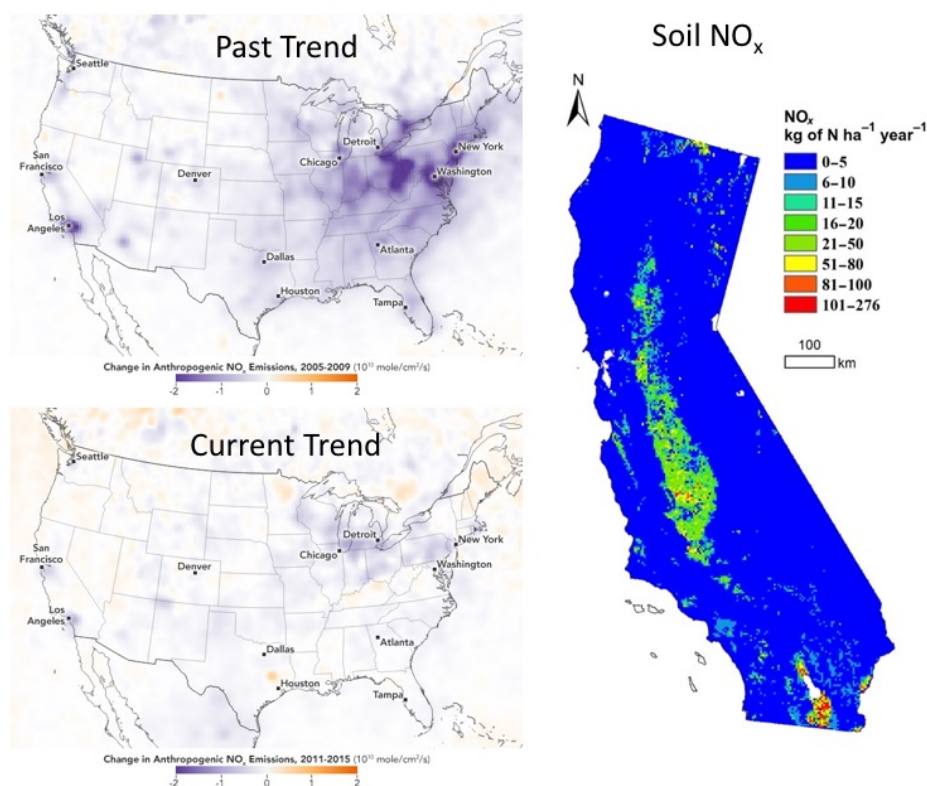 Past Trend
Seattle
San
Francisco
Los
Angeles
Denver
Chicago
Detroit
New York
Washington
Atlanta
Dallas
Houston
Tampa
Change in Anthropogenic NOₓ Emissions, 2005-2009 (10¹⁰ mole/cm²/s)
-2 -1 0 1 2
Current Trend
Seattle
San
Francisco
Los
Angeles
Denver
Chicago
Detroit
New York
Washington
Atlanta
Dallas
Houston
Tampa
Change in Anthropogenic NOₓ Emissions, 2011-2015 (10¹⁰ mole/cm²/s)
-2 -1 0 1 2
Soil NOₓ
N
NOₓ
kg of N ha⁻¹ year⁻¹
0–5
6–10
11–15
16–20
21–50
51–80
81–100
101–276
100
km